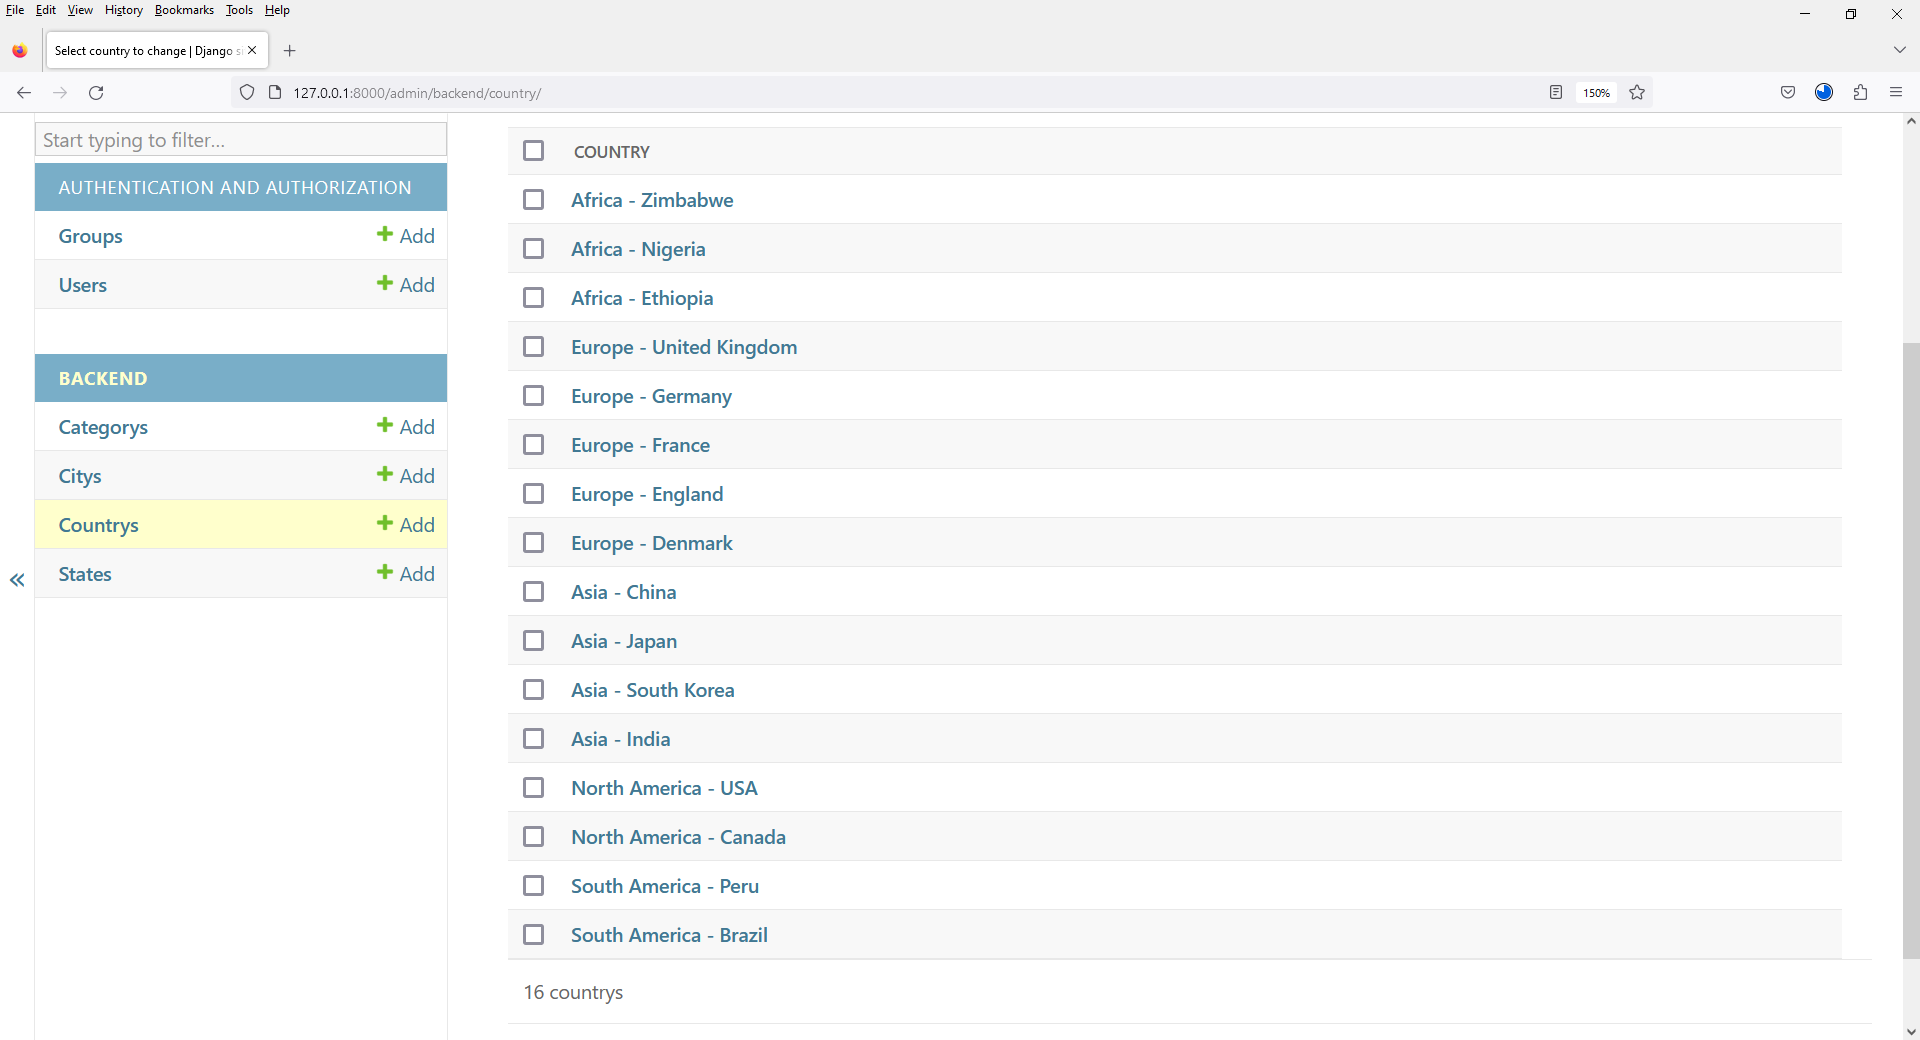 File Edit View History Bookmarks Tools Help
Select country to change | Django si
127.0.0.1:8000/admin/backend/country/
150%
Start typing to filter...
AUTHENTICATION AND AUTHORIZATION
Groups Add
Users Add
BACKEND
Categorys Add
Citys Add
Countrys Add
States Add
COUNTRY
Africa - Zimbabwe
Africa - Nigeria
Africa - Ethiopia
Europe - United Kingdom
Europe - Germany
Europe - France
Europe - England
Europe - Denmark
Asia - China
Asia - Japan
Asia - South Korea
Asia - India
North America - USA
North America - Canada
South America - Peru
South America - Brazil
16 countrys